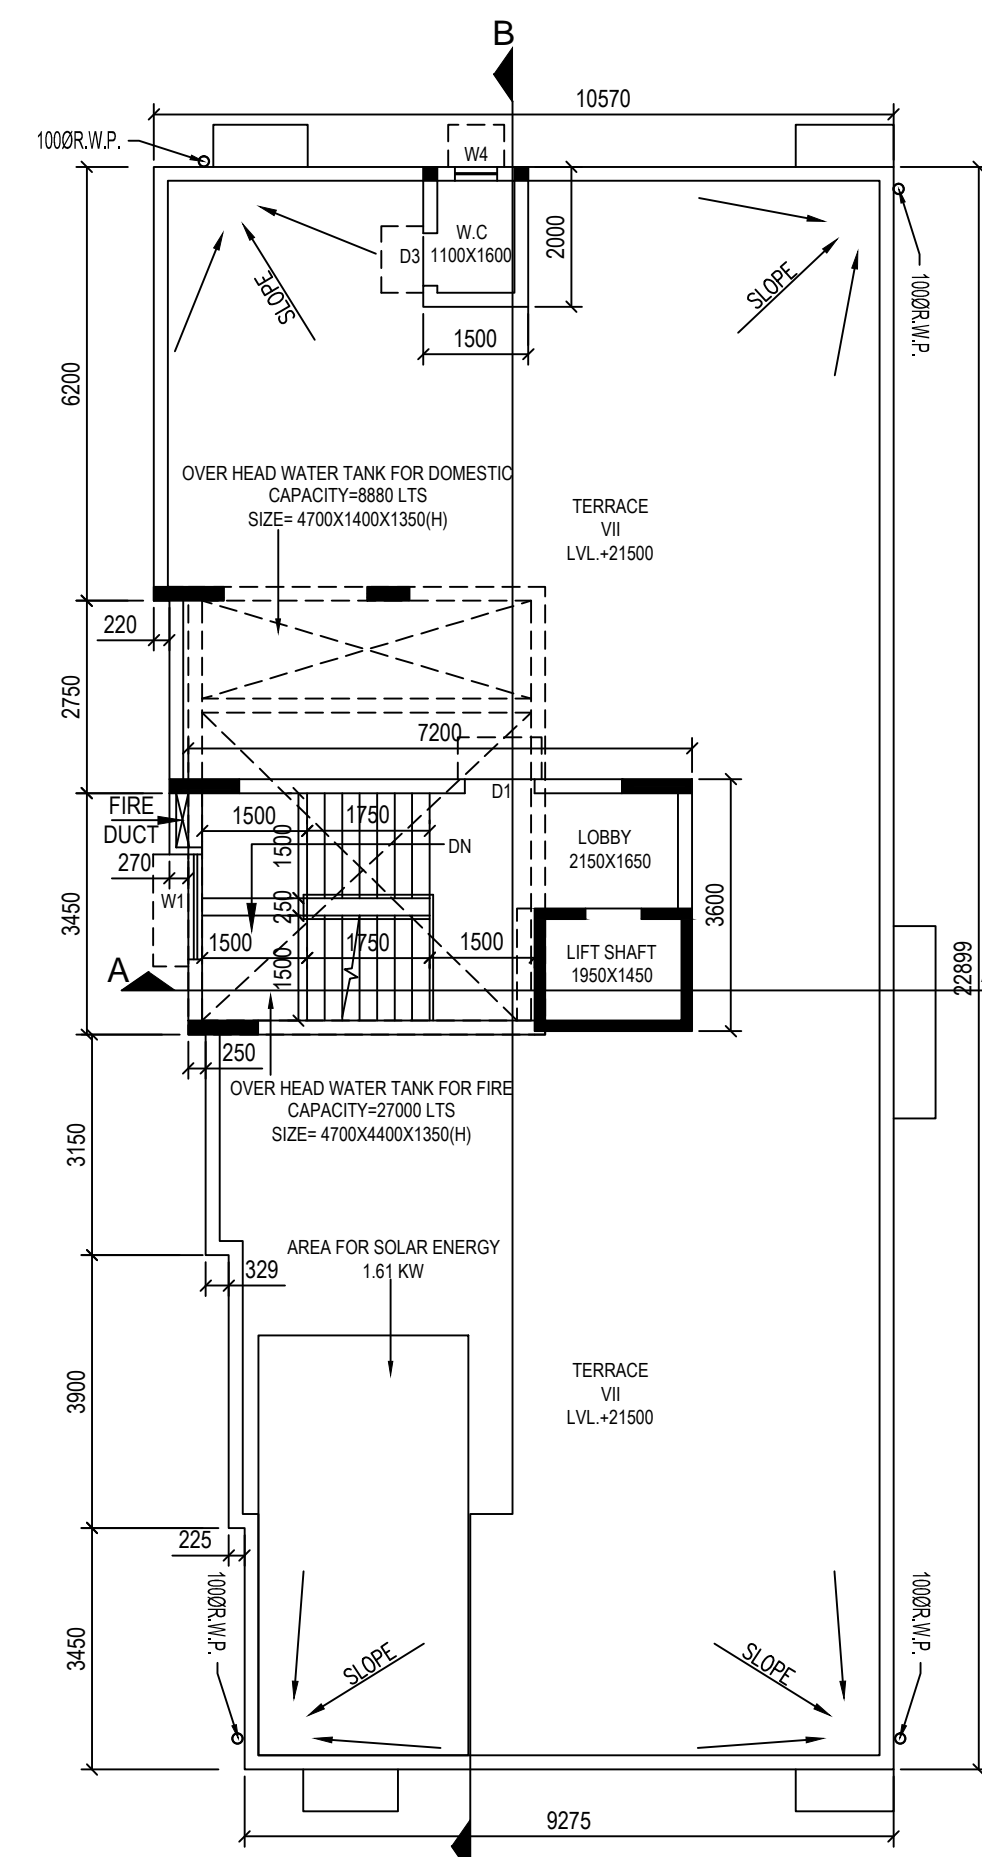 B
10570
100ØR.W.P.
W4
W.C
1100X1600
D3
2000
SLOPE
SLOPE
100ØR.W.P.
1500
6200
OVER HEAD WATER TANK FOR DOMESTIC
CAPACITY=8880 LTS
SIZE= 4700X1400X1350(H)
TERRACE
VII
LVL.+21500
220
2750
7200
D1
FIRE
DUCT
1500
1750
1500
DN
LOBBY
2150X1650
270
W1
250
3450
3600
1500
1750
1500
1500
LIFT SHAFT
1950X1450
A
22899
250
OVER HEAD WATER TANK FOR FIRE
CAPACITY=27000 LTS
SIZE= 4700X4400X1350(H)
3150
AREA FOR SOLAR ENERGY
1.61 KW
329
TERRACE
VII
LVL.+21500
3900
225
100ØR.W.P.
100ØR.W.P.
3450
SLOPE
SLOPE
9275